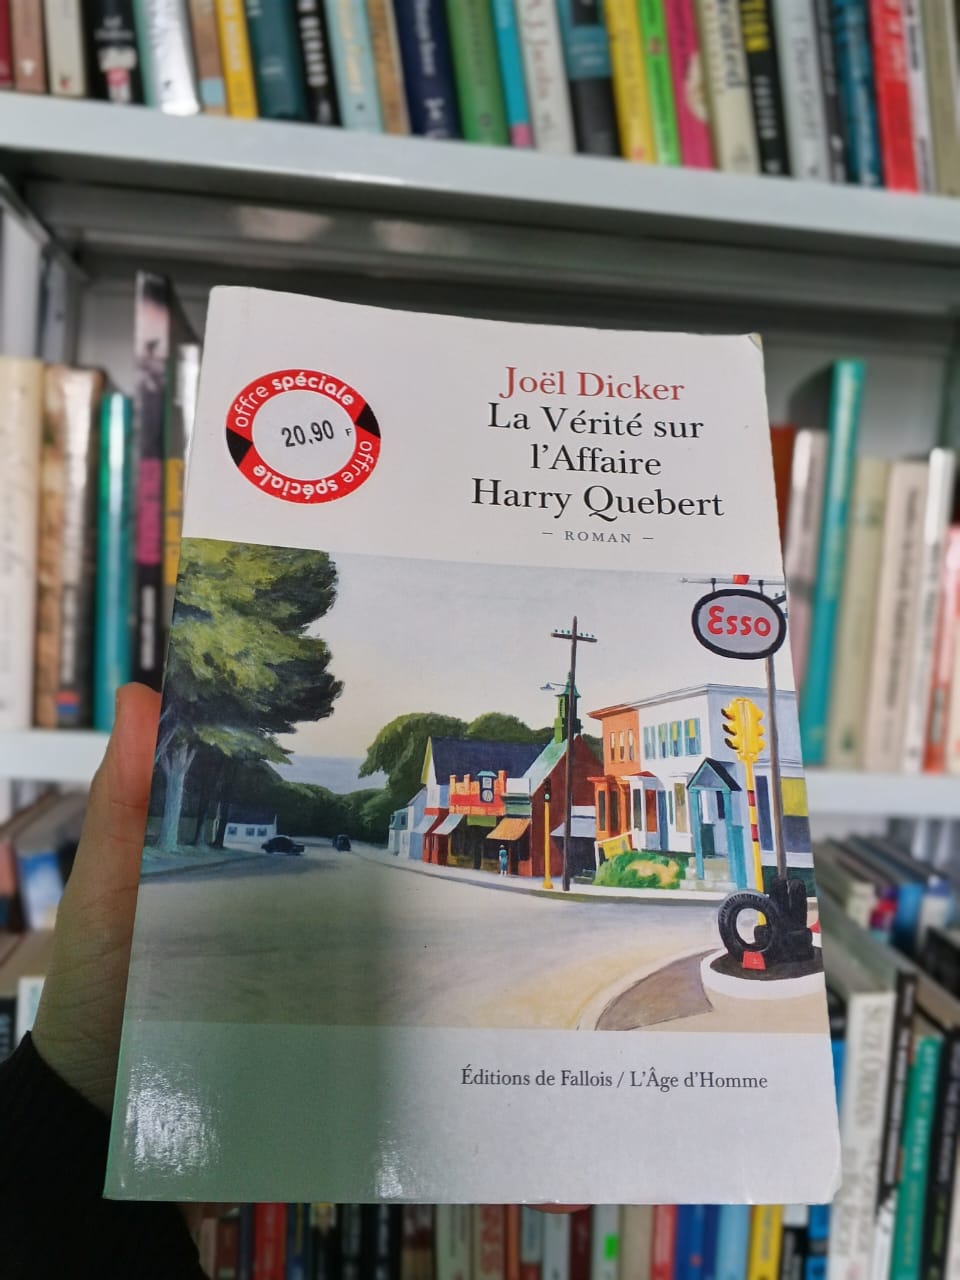 offre spéciale
20,90 F
offre spéciale
Joël Dicker
La Vérité sur
l'Affaire
Harry Quebert
– ROMAN –
Esso
Éditions de Fallois / L'Âge d'Homme